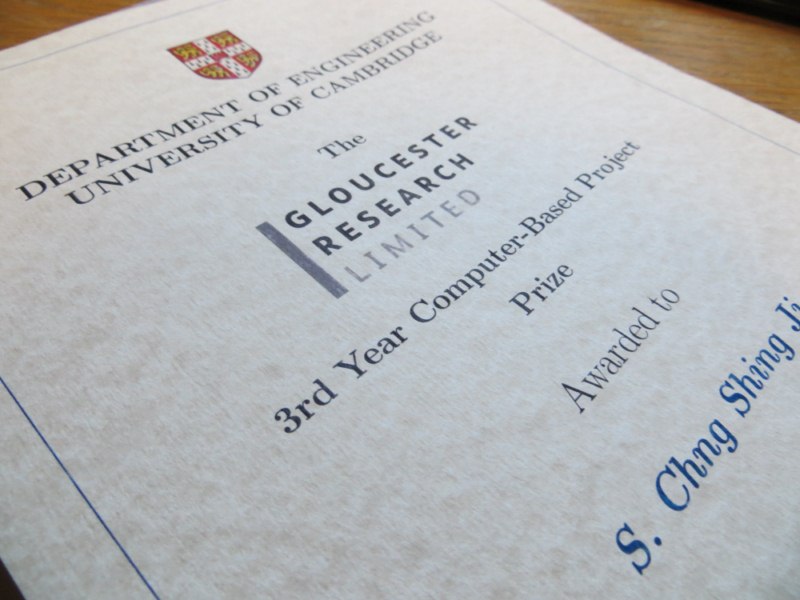 DEPARTMENT OF ENGINEERING
UNIVERSITY OF CAMBRIDGE
The
GLOUCESTER
RESEARCH
LIMITED
3rd Year Computer-Based Project
Prize
Awarded to
S. Chng Shing